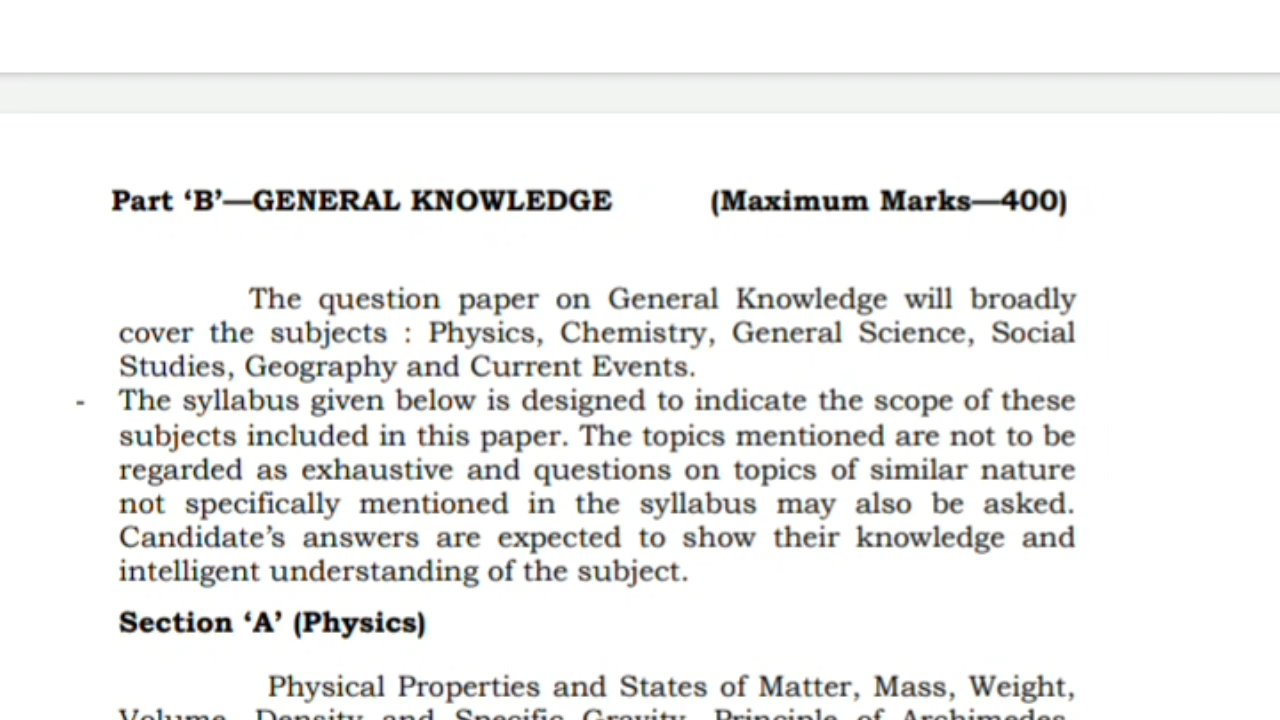 Part ‘B’—GENERAL KNOWLEDGE (Maximum Marks—400)
The question paper on General Knowledge will broadly
cover the subjects : Physics, Chemistry, General Science, Social
Studies, Geography and Current Events.
- The syllabus given below is designed to indicate the scope of these
subjects included in this paper. The topics mentioned are not to be
regarded as exhaustive and questions on topics of similar nature
not specifically mentioned in the syllabus may also be asked.
Candidate’s answers are expected to show their knowledge and
intelligent understanding of the subject.
Section ‘A’ (Physics)
Physical Properties and States of Matter, Mass, Weight,
Volume, Density and Specific Gravity, Principle of Archimedes,